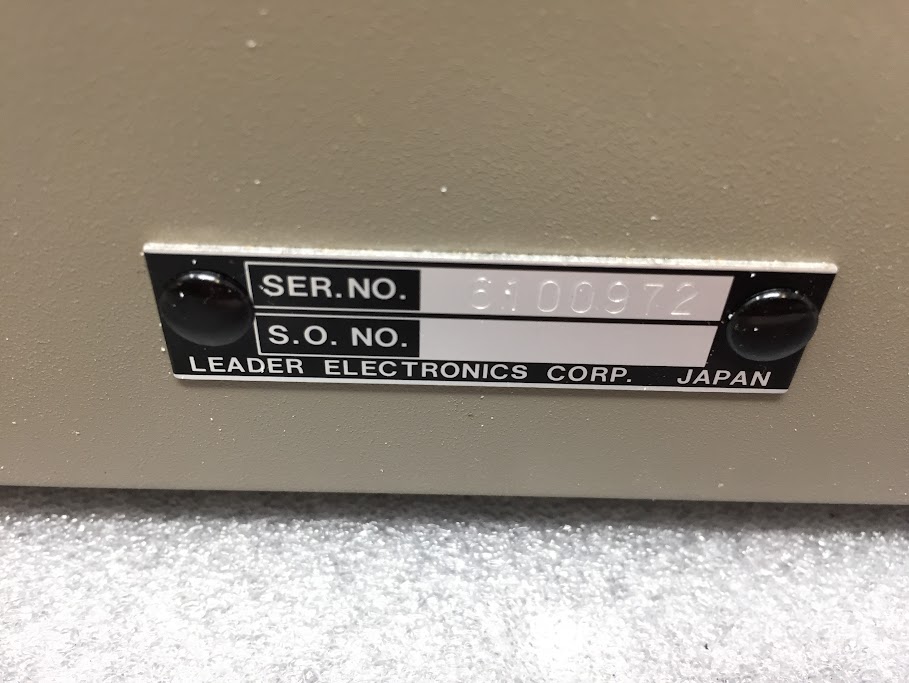 SER.NO. 6100972
S.O. NO.
LEADER ELECTRONICS CORP. JAPAN